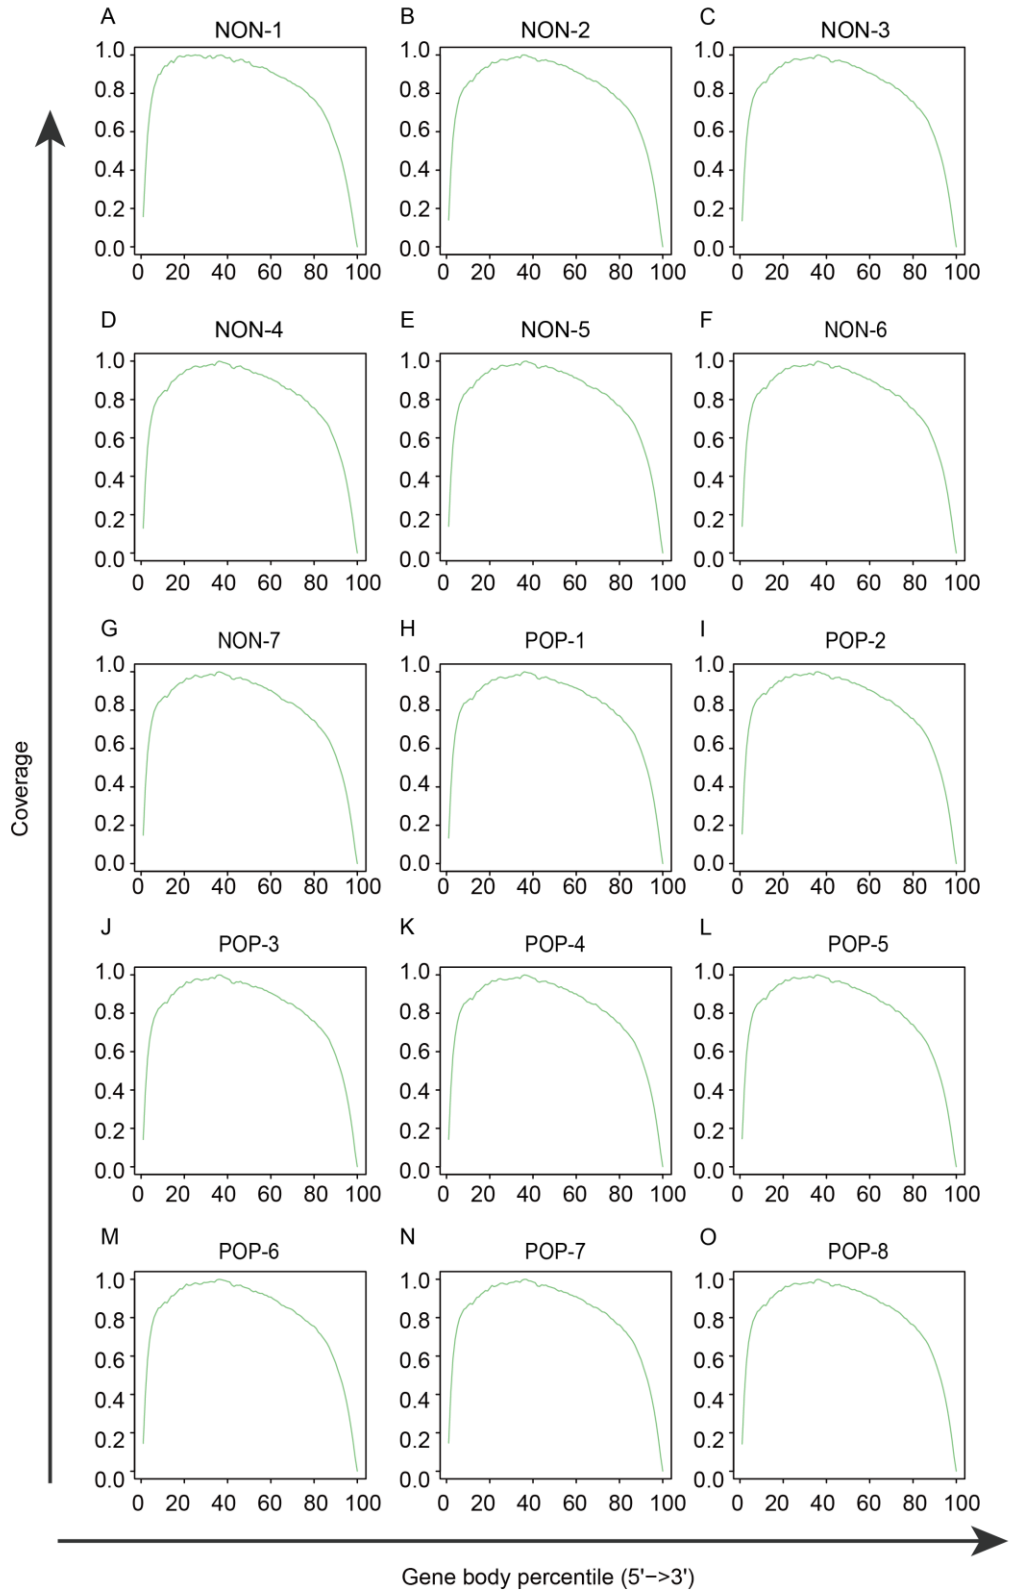 A B C
NON-1 NON-2 NON-3
1.0 1.0 1.0
0.8 0.8 0.8
0.6 0.6 0.6
0.4 0.4 0.4
0.2 0.2 0.2
0.0 0.0 0.0
0 20 40 60 80 100 0 20 40 60 80 100 0 20 40 60 80 100
D E F
NON-4 NON-5 NON-6
1.0 1.0 1.0
0.8 0.8 0.8
0.6 0.6 0.6
0.4 0.4 0.4
0.2 0.2 0.2
0.0 0.0 0.0
0 20 40 60 80 100 0 20 40 60 80 100 0 20 40 60 80 100
G H I
NON-7 POP-1 POP-2
1.0 1.0 1.0
0.8 0.8 0.8
0.6 0.6 0.6
0.4 0.4 0.4
0.2 0.2 0.2
0.0 0.0 0.0
0 20 40 60 80 100 0 20 40 60 80 100 0 20 40 60 80 100
Coverage
J K L
POP-3 POP-4 POP-5
1.0 1.0 1.0
0.8 0.8 0.8
0.6 0.6 0.6
0.4 0.4 0.4
0.2 0.2 0.2
0.0 0.0 0.0
0 20 40 60 80 100 0 20 40 60 80 100 0 20 40 60 80 100
M N O
POP-6 POP-7 POP-8
1.0 1.0 1.0
0.8 0.8 0.8
0.6 0.6 0.6
0.4 0.4 0.4
0.2 0.2 0.2
0.0 0.0 0.0
0 20 40 60 80 100 0 20 40 60 80 100 0 20 40 60 80 100
Gene body percentile (5'−>3')